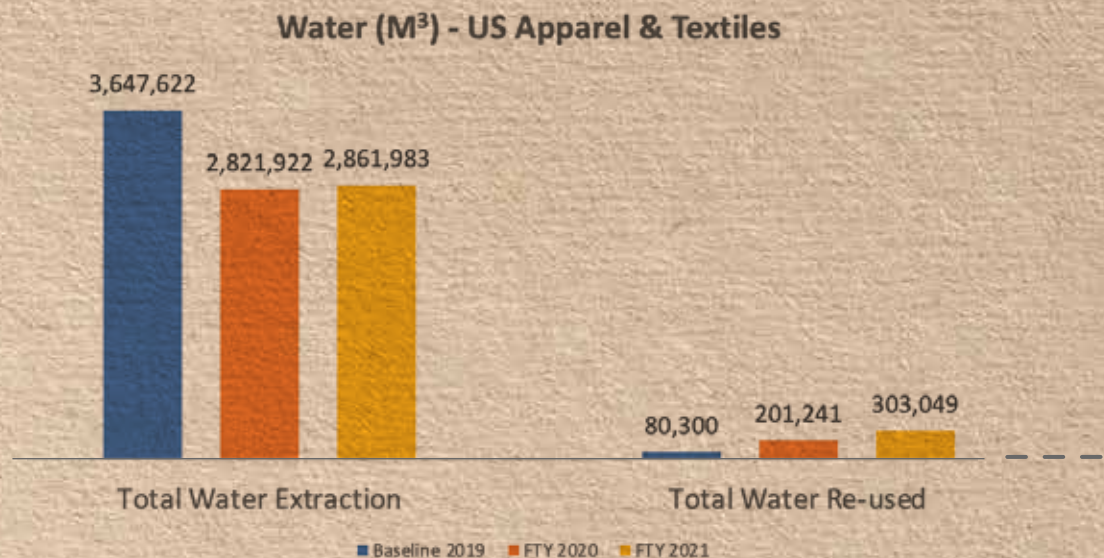 Water (M³) - US Apparel & Textiles
3,647,622
2,821,922 2,861,983
80,300 201,241 303,049
Total Water Extraction Total Water Re-used
Baseline 2019 FTY 2020 FTY 2021